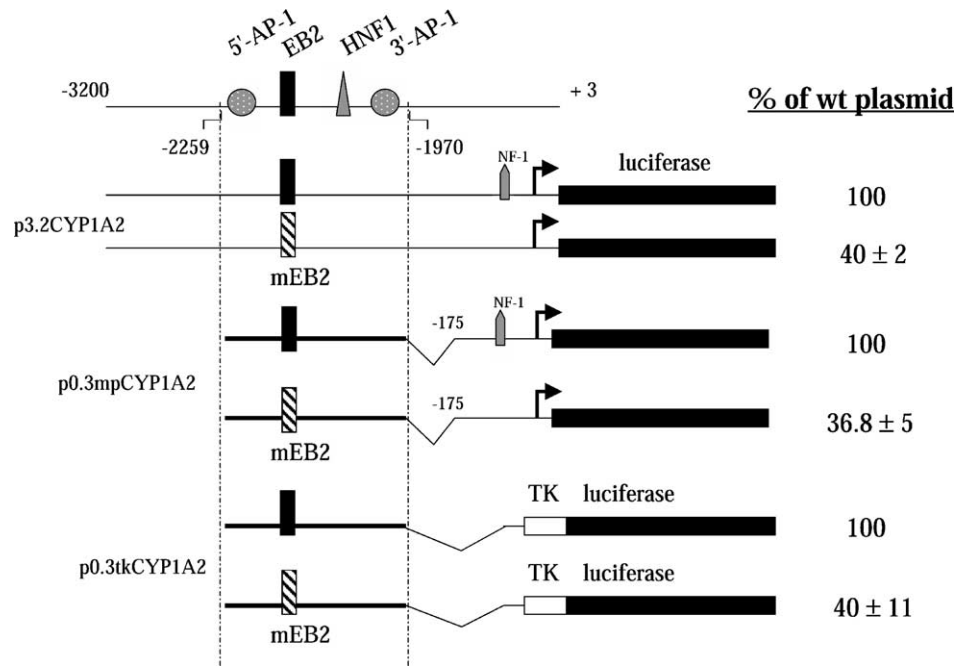 5'-AP-1 EB2 HNF1 3'-AP-1
-3200 + 3 % of wt plasmid
-2259 -1970
NF-1 luciferase
100
p3.2CYP1A2
40 ± 2
mEB2
NF-1
-175
100
p0.3mpCYP1A2
-175
36.8 ± 5
mEB2
TK luciferase
100
p0.3tkCYP1A2
TK luciferase
40 ± 11
mEB2